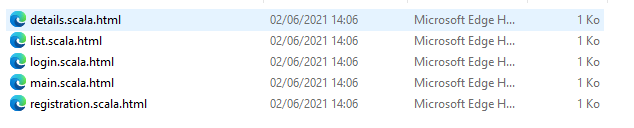 details.scala.html 02/06/2021 14:06 Microsoft Edge H... 1 Ko
list.scala.html 02/06/2021 14:06 Microsoft Edge H... 1 Ko
login.scala.html 02/06/2021 14:06 Microsoft Edge H... 1 Ko
main.scala.html 02/06/2021 14:06 Microsoft Edge H... 1 Ko
registration.scala.html 02/06/2021 14:06 Microsoft Edge H... 1 Ko